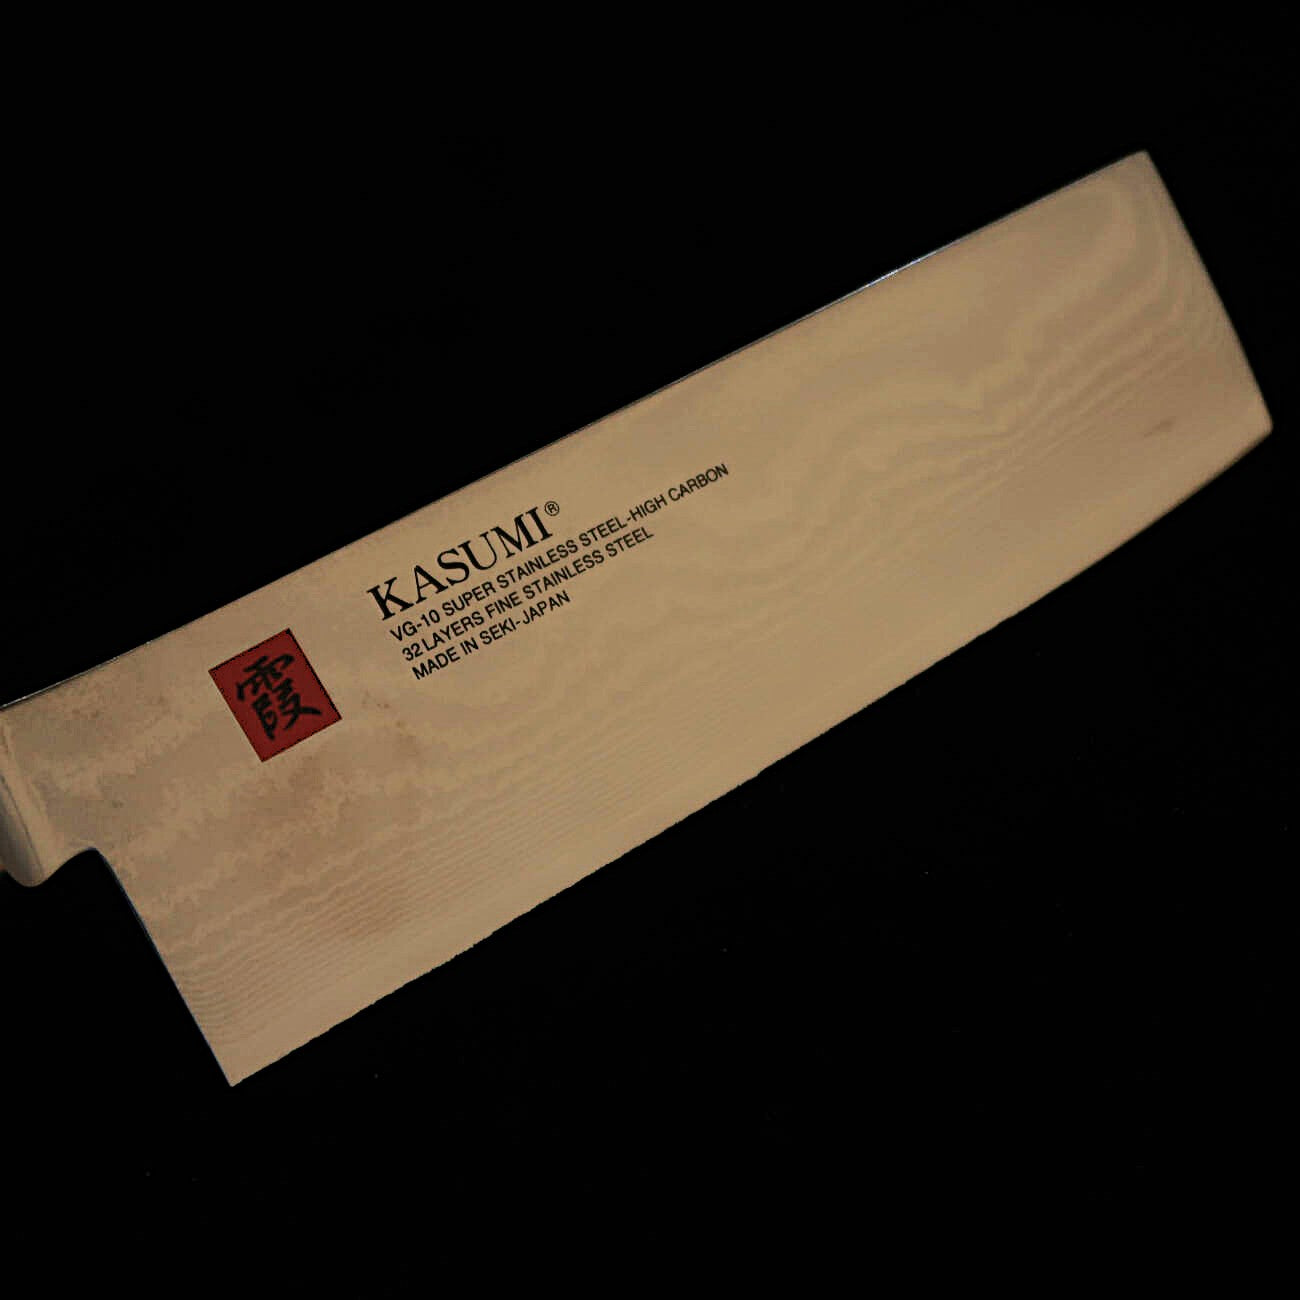 霞
KASUMI®
VG-10 SUPER STAINLESS STEEL-HIGH CARBON
32 LAYERS FINE STAINLESS STEEL
MADE IN SEKI-JAPAN